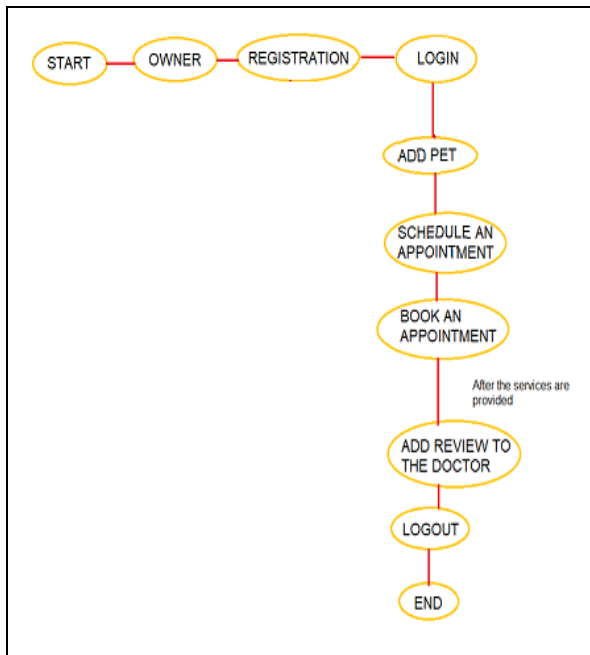 START
OWNER
REGISTRATION
LOGIN
ADD PET
SCHEDULE AN
APPOINTMENT
BOOK AN
APPOINTMENT
After the services are
provided
ADD REVIEW TO
THE DOCTOR
LOGOUT
END